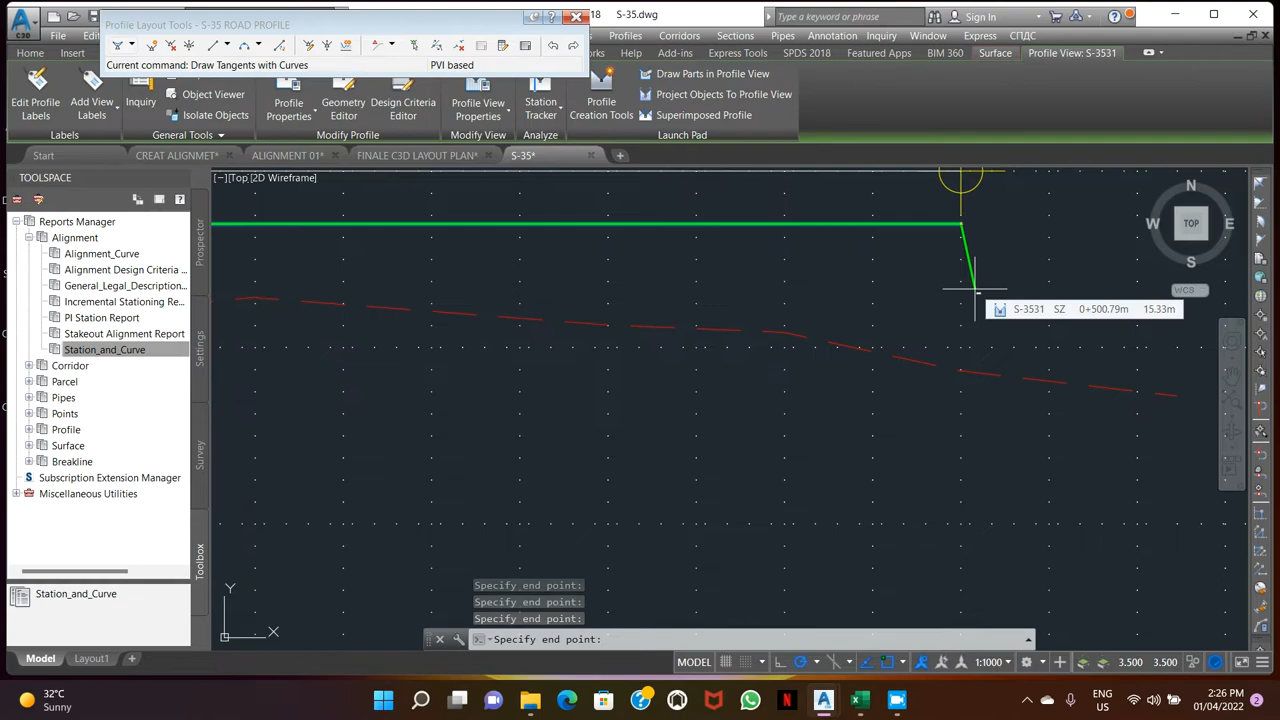 Profile Layout Tools - S-35 ROAD PROFILE
Current command: Draw Tangents with Curves
PVI based
18 S-35.dwg
Type a keyword or phrase
Sign In
C3D
File
Ed
Profiles
Corridors
Sections
Pipes
Annotation
Inquiry
Window
Express
СПДС
Home
Insert
Help
Add-ins
Express Tools
SPDS 2018
Featured Apps
BIM 360
Surface
Profile View: S-3531
Edit Profile Labels
Add View Labels
Inquiry
Object Viewer
Isolate Objects
Profile Properties
Geometry Editor
Design Criteria Editor
Profile View Properties
Station Tracker
Profile Creation Tools
Draw Parts in Profile View
Project Objects To Profile View
Superimposed Profile
Labels
General Tools
Modify Profile
Modify View
Analyze
Launch Pad
Start
CREAT ALIGNMET*
ALIGNMENT 01*
FINALE C3D LAYOUT PLAN*
S-35*
TOOLSPACE
Reports Manager
Alignment
Alignment_Curve
Alignment Design Criteria ...
General_Legal_Description...
Incremental Stationing Re...
PI Station Report
Stakeout Alignment Report
Station_and_Curve
Corridor
Parcel
Pipes
Points
Profile
Surface
Breakline
Subscription Extension Manager
Miscellaneous Utilities
Station_and_Curve
Prospector
Settings
Survey
Toolbox
[−][Top][2D Wireframe]
N
W
TOP
E
S
WCS
S-3531 SZ 0+500.79m 15.33m
Y
X
Specify end point:
Specify end point:
Specify end point:
Specify end point:
Model
Layout1
MODEL
1:1000
3.500
3.500
32°C
Sunny
ENG
US
2:26 PM
01/04/2022